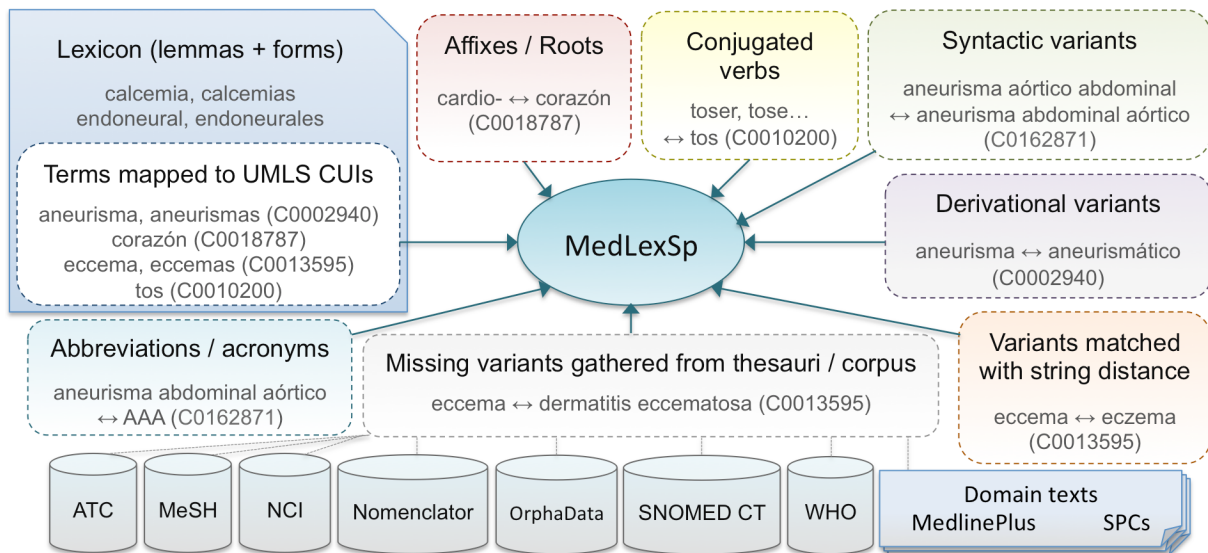 Lexicon (lemmas + forms)
calcemia, calcemias
endoneural, endoneurales
Terms mapped to UMLS CUIs
aneurisma, aneurismas (C0002940)
corazón (C0018787)
eccema, eccemas (C0013595)
tos (C0010200)
Affixes / Roots
cardio- ↔ corazón
(C0018787)
Conjugated
verbs
toser, tose…
↔ tos (C0010200)
Syntactic variants
aneurisma aórtico abdominal
↔ aneurisma abdominal aórtico
(C0162871)
MedLexSp
Derivational variants
aneurisma ↔ aneurismático
(C0002940)
Abbreviations / acronyms
aneurisma abdominal aórtico
↔ AAA (C0162871)
Missing variants gathered from thesauri / corpus
eccema ↔ dermatitis eccematosa (C0013595)
Variants matched
with string distance
eccema ↔ eczema
(C0013595)
ATC
MeSH
NCI
Nomenclator
OrphaData
SNOMED CT
WHO
Domain texts
MedlinePlus SPCs